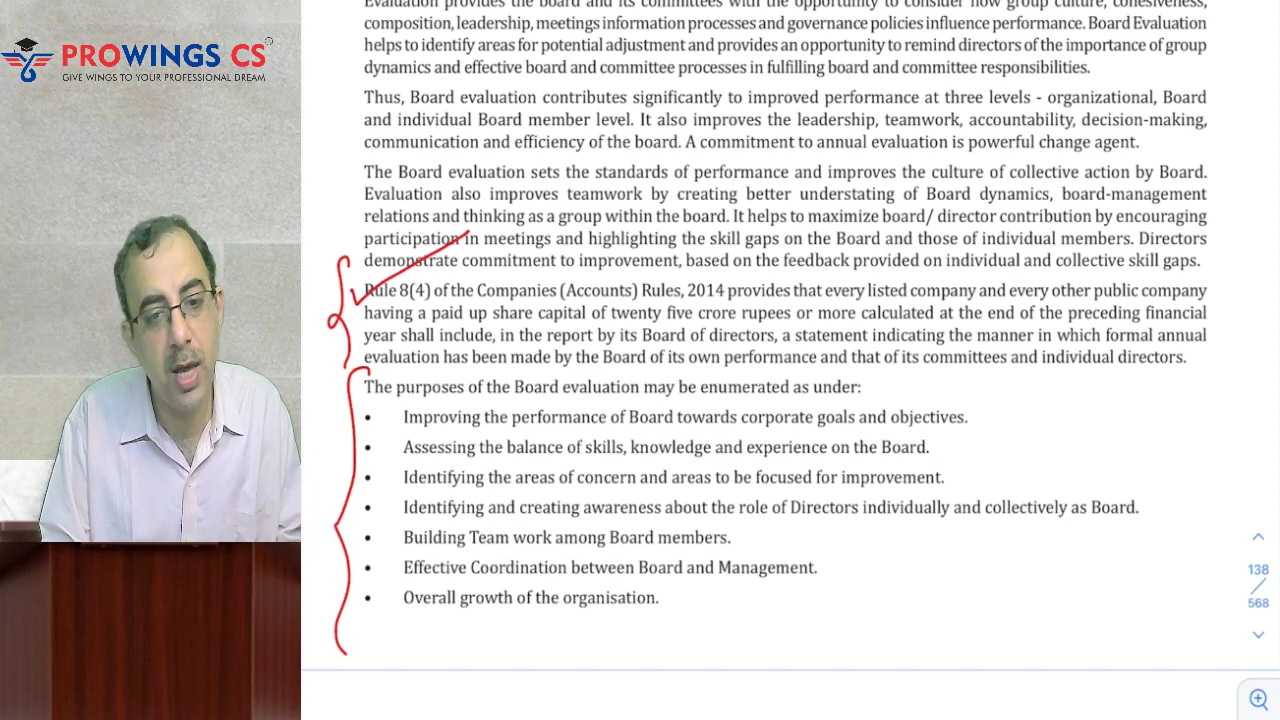 PROWINGS CS
GIVE WINGS TO YOUR PROFESSIONAL DREAM
Evaluation provides the board and its committees with the opportunity to consider how group culture, cohesiveness,
composition, leadership, meetings information processes and governance policies influence performance. Board Evaluation
helps to identify areas for potential adjustment and provides an opportunity to remind directors of the importance of group
dynamics and effective board and committee processes in fulfilling board and committee responsibilities.
Thus, Board evaluation contributes significantly to improved performance at three levels - organizational, Board
and individual Board member level. It also improves the leadership, teamwork, accountability, decision-making,
communication and efficiency of the board. A commitment to annual evaluation is powerful change agent.
The Board evaluation sets the standards of performance and improves the culture of collective action by Board.
Evaluation also improves teamwork by creating better understating of Board dynamics, board-management
relations and thinking as a group within the board. It helps to maximize board/ director contribution by encouraging
participation in meetings and highlighting the skill gaps on the Board and those of individual members. Directors
demonstrate commitment to improvement, based on the feedback provided on individual and collective skill gaps.
Rule 8(4) of the Companies (Accounts) Rules, 2014 provides that every listed company and every other public company
having a paid up share capital of twenty five crore rupees or more calculated at the end of the preceding financial
year shall include, in the report by its Board of directors, a statement indicating the manner in which formal annual
evaluation has been made by the Board of its own performance and that of its committees and individual directors.
The purposes of the Board evaluation may be enumerated as under:
• Improving the performance of Board towards corporate goals and objectives.
• Assessing the balance of skills, knowledge and experience on the Board.
• Identifying the areas of concern and areas to be focused for improvement.
• Identifying and creating awareness about the role of Directors individually and collectively as Board.
• Building Team work among Board members.
• Effective Coordination between Board and Management.
• Overall growth of the organisation.
138
/
568